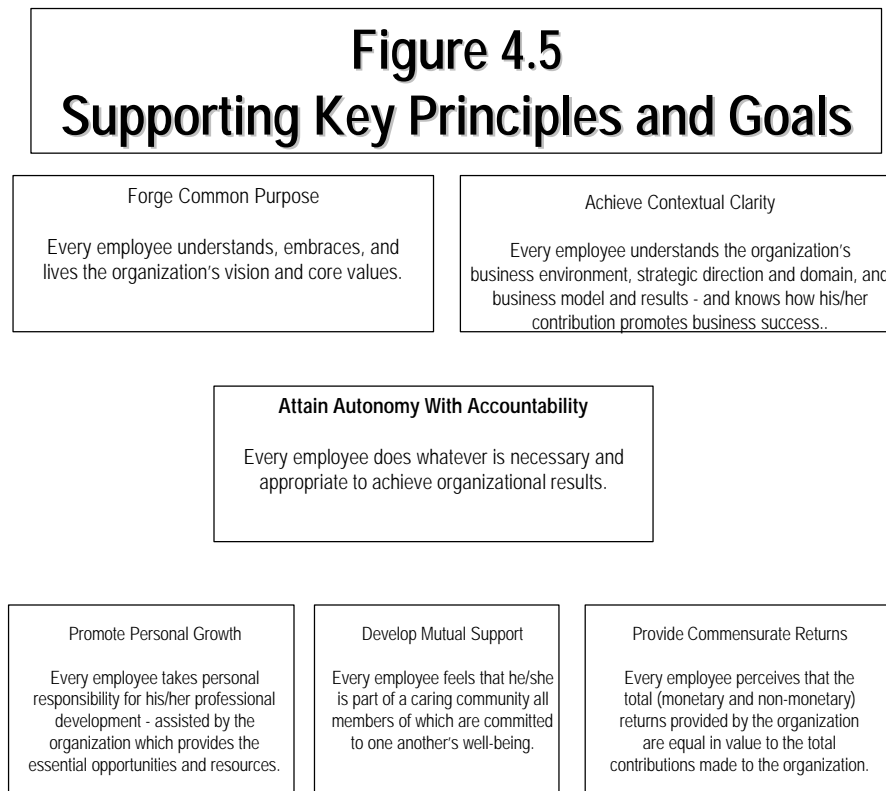 Figure 4.5
Supporting Key Principles and Goals
Forge Common Purpose
Every employee understands, embraces, and
lives the organization's vision and core values.
Achieve Contextual Clarity
Every employee understands the organization's
business environment, strategic direction and domain, and
business model and results - and knows how his/her
contribution promotes business success..
Attain Autonomy With Accountability
Every employee does whatever is necessary and
appropriate to achieve organizational results.
Promote Personal Growth
Every employee takes personal
responsibility for his/her professional
development - assisted by the
organization which provides the
essential opportunities and resources.
Develop Mutual Support
Every employee feels that he/she
is part of a caring community all
members of which are committed
to one another's well-being.
Provide Commensurate Returns
Every employee perceives that the
total (monetary and non-monetary)
returns provided by the organization
are equal in value to the total
contributions made to the organization.